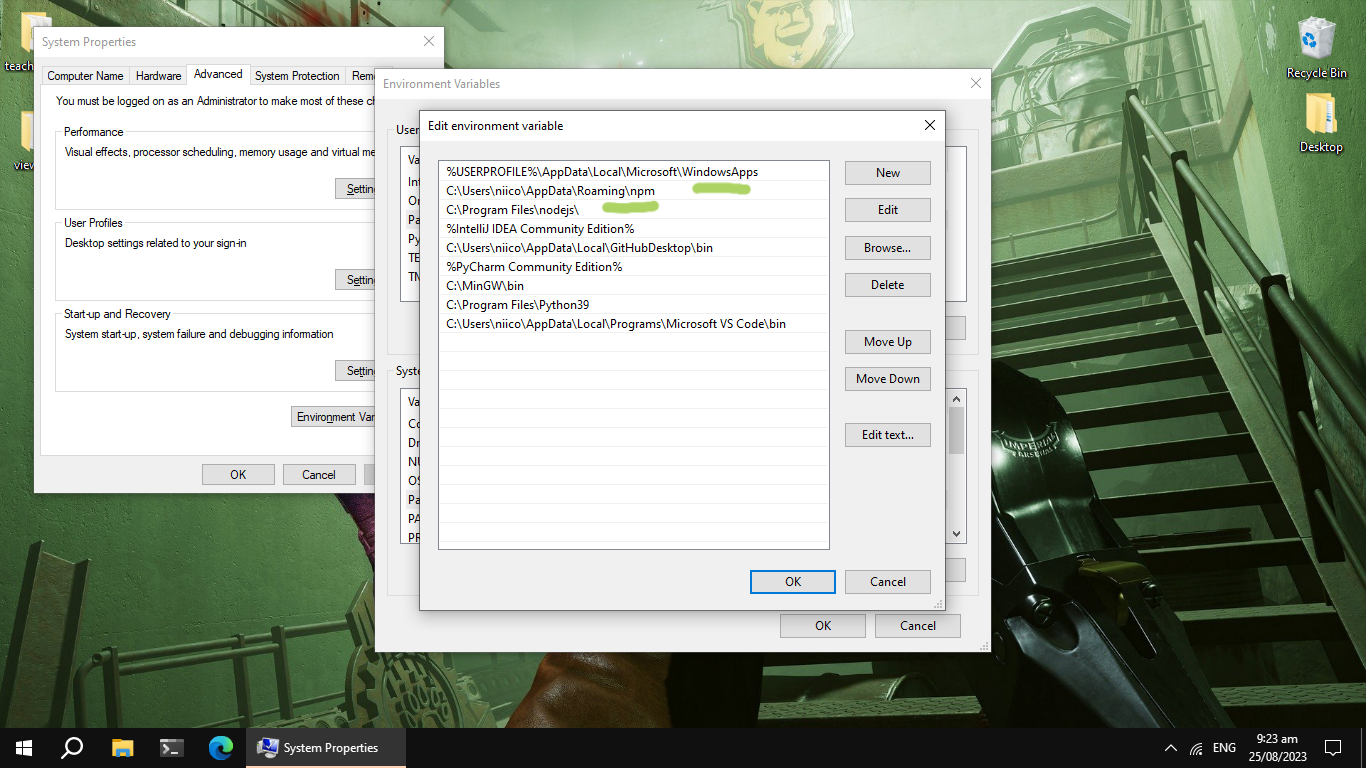 teach
view
System Properties
Computer Name
Hardware
Advanced
System Protection
Rem
You must be logged on as an Administrator to make most of these ch
Performance
Visual effects, processor scheduling, memory usage and virtual me
Settin
User Profiles
Desktop settings related to your sign-in
Settin
Start-up and Recovery
System start-up, system failure and debugging information
Settin
Environment Var
OK
Cancel
Environment Variables
User
Va
Int
On
Pa
Py
TE
TN
Syste
Va
Co
Dr
NU
OS
Pa
PA
PR
OK
Cancel
Edit environment variable
%USERPROFILE%\AppData\Local\Microsoft\WindowsApps
C:\Users\niico\AppData\Roaming\npm
C:\Program Files\nodejs\
%IntelliJ IDEA Community Edition%
C:\Users\niico\AppData\Local\GitHubDesktop\bin
%PyCharm Community Edition%
C:\MinGW\bin
C:\Program Files\Python39
C:\Users\niico\AppData\Local\Programs\Microsoft VS Code\bin
New
Edit
Browse...
Delete
Move Up
Move Down
Edit text...
OK
Cancel
Recycle Bin
Desktop
IMPERIAL
ARSENAL
System Properties
ENG
9:23 am
25/08/2023